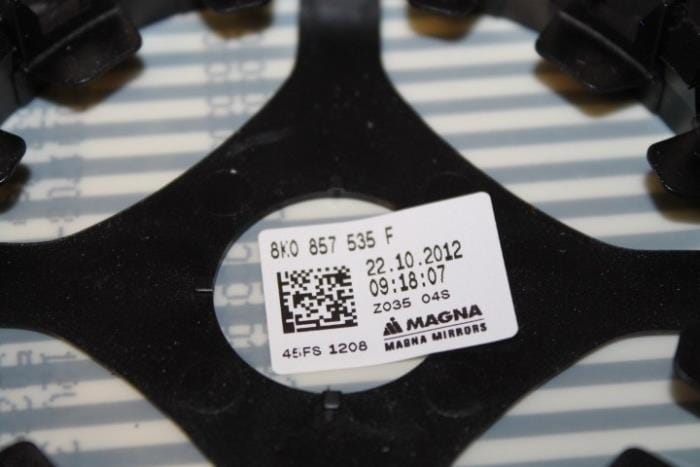 8K0 857 535 F
22.10.2012
09:18:07
Z035 04S
MAGNA
MAGNA MIRRORS
45FS 1208